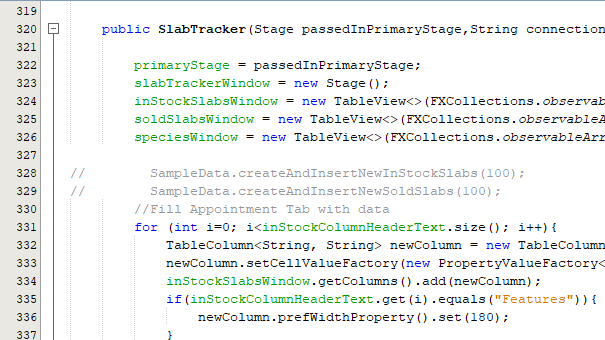 319
320 public SlabTracker(Stage passedInPrimaryStage,String connection
321
322 primaryStage = passedInPrimaryStage;
323 slabTrackerWindow = new Stage();
324 inStockSlabsWindow = new TableView<>(FXCollections.observab
325 soldSlabsWindow = new TableView<>(FXCollections.observableA
326 speciesWindow = new TableView<>(FXCollections.observableArr
327
328 // SampleData.createAndInsertNewInStockSlabs(100);
329 // SampleData.createAndInsertNewSoldSlabs(100);
330 //Fill Appointment Tab with data
331 for (int i=0; i<inStockColumnHeaderText.size(); i++){
332 TableColumn<String, String> newColumn = new TableColumn
333 newColumn.setCellValueFactory(new PropertyValueFactory<
334 inStockSlabsWindow.getColumns().add(newColumn);
335 if(inStockColumnHeaderText.get(i).equals("Features")){
336 newColumn.prefWidthProperty().set(180);
337 }